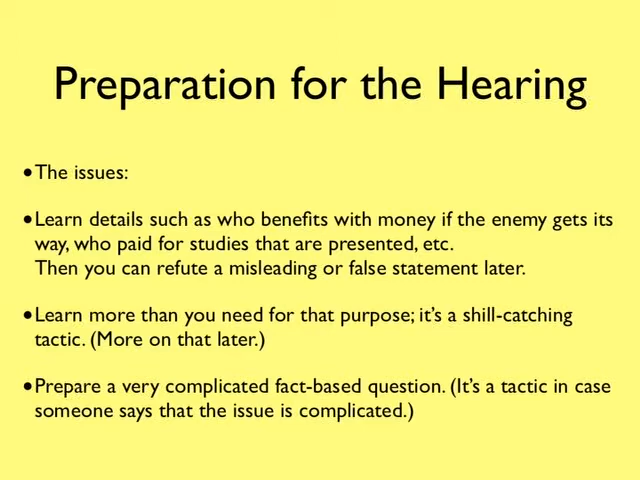 Preparation for the Hearing
•The issues:
•Learn details such as who benefits with money if the enemy gets its
way, who paid for studies that are presented, etc.
Then you can refute a misleading or false statement later.
•Learn more than you need for that purpose; it’s a shill-catching
tactic. (More on that later.)
•Prepare a very complicated fact-based question. (It’s a tactic in case
someone says that the issue is complicated.)